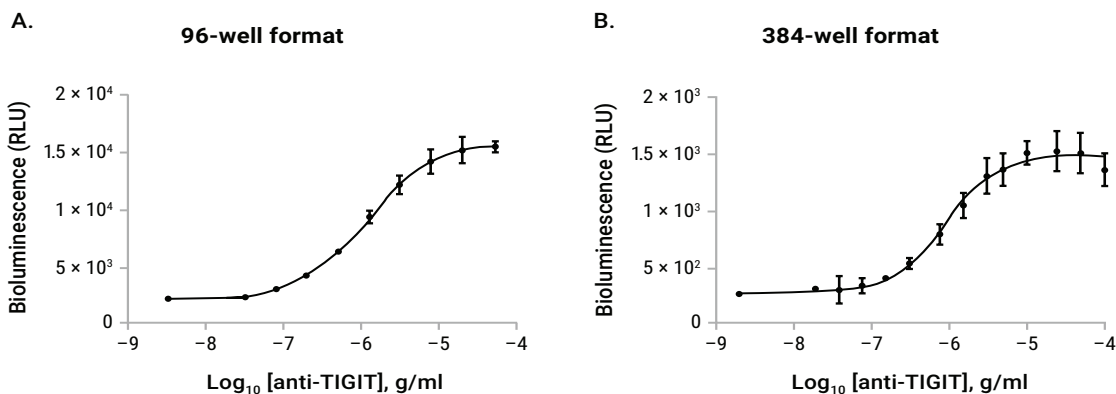 A.
96-well format
Bioluminescence (RLU)
2 × 10⁴
1.5 × 10⁴
1 × 10⁴
5 × 10³
0
−9 −8 −7 −6 −5 −4
Log₁₀ [anti-TIGIT], g/ml
B.
384-well format
Bioluminescence (RLU)
2 × 10³
1.5 × 10³
1 × 10³
5 × 10²
0
−9 −8 −7 −6 −5 −4
Log₁₀ [anti-TIGIT], g/ml